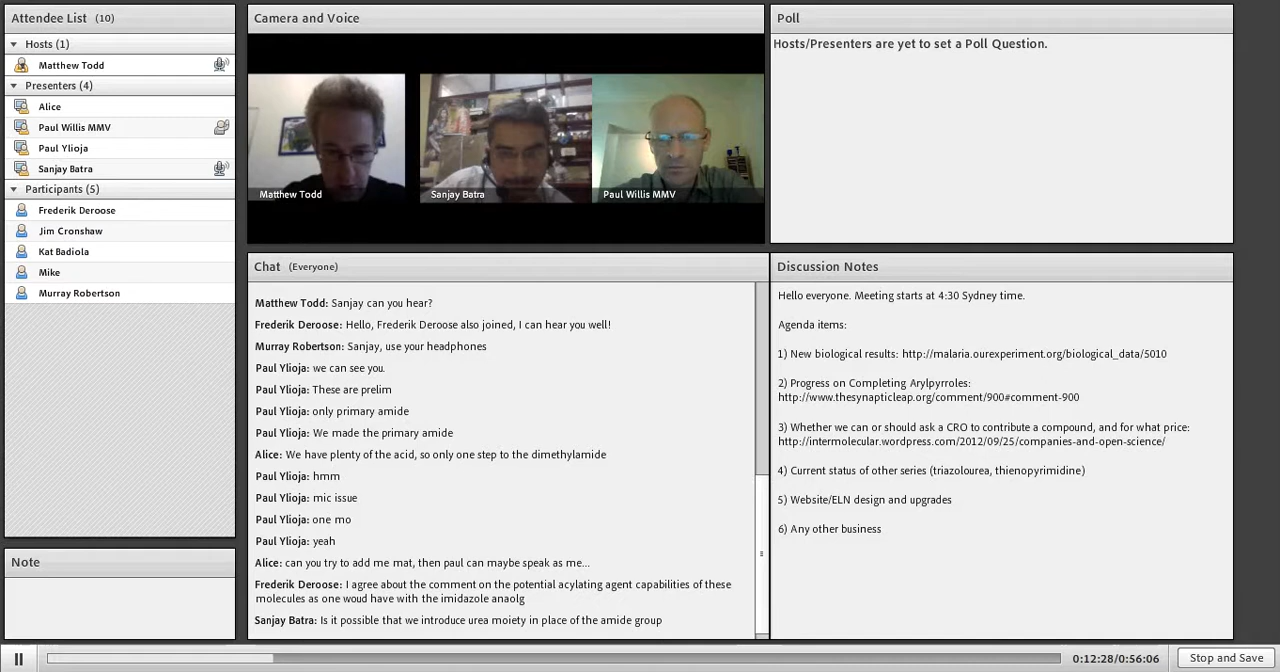 Attendee List (10)
Hosts (1)
Matthew Todd
Presenters (4)
Alice
Paul Willis MMV
Paul Ylioja
Sanjay Batra
Participants (5)
Frederik Deroose
Jim Cronshaw
Kat Badiola
Mike
Murray Robertson
Note
Camera and Voice
Matthew Todd
Sanjay Batra
Paul Willis MMV
Chat (Everyone)
Matthew Todd: Sanjay can you hear?
Frederik Deroose: Hello, Frederik Deroose also joined, I can hear you well!
Murray Robertson: Sanjay, use your headphones
Paul Ylioja: we can see you.
Paul Ylioja: These are prelim
Paul Ylioja: only primary amide
Paul Ylioja: We made the primary amide
Alice: We have plenty of the acid, so only one step to the dimethylamide
Paul Ylioja: hmm
Paul Ylioja: mic issue
Paul Ylioja: one mo
Paul Ylioja: yeah
Alice: can you try to add me mat, then paul can maybe speak as me...
Frederik Deroose: I agree about the comment on the potential acylating agent capabilities of these
molecules as one woud have with the imidazole anaolg
Sanjay Batra: Is it possible that we introduce urea moiety in place of the amide group
Poll
Hosts/Presenters are yet to set a Poll Question.
Discussion Notes
Hello everyone. Meeting starts at 4:30 Sydney time.
Agenda items:
1) New biological results: http://malaria.ourexperiment.org/biological_data/5010
2) Progress on Completing Arylpyrroles:
http://www.thesynapticleap.org/comment/900#comment-900
3) Whether we can or should ask a CRO to contribute a compound, and for what price:
http://intermolecular.wordpress.com/2012/09/25/companies-and-open-science/
4) Current status of other series (triazolourea, thienopyrimidine)
5) Website/ELN design and upgrades
6) Any other business
0:12:28/0:56:06
Stop and Save